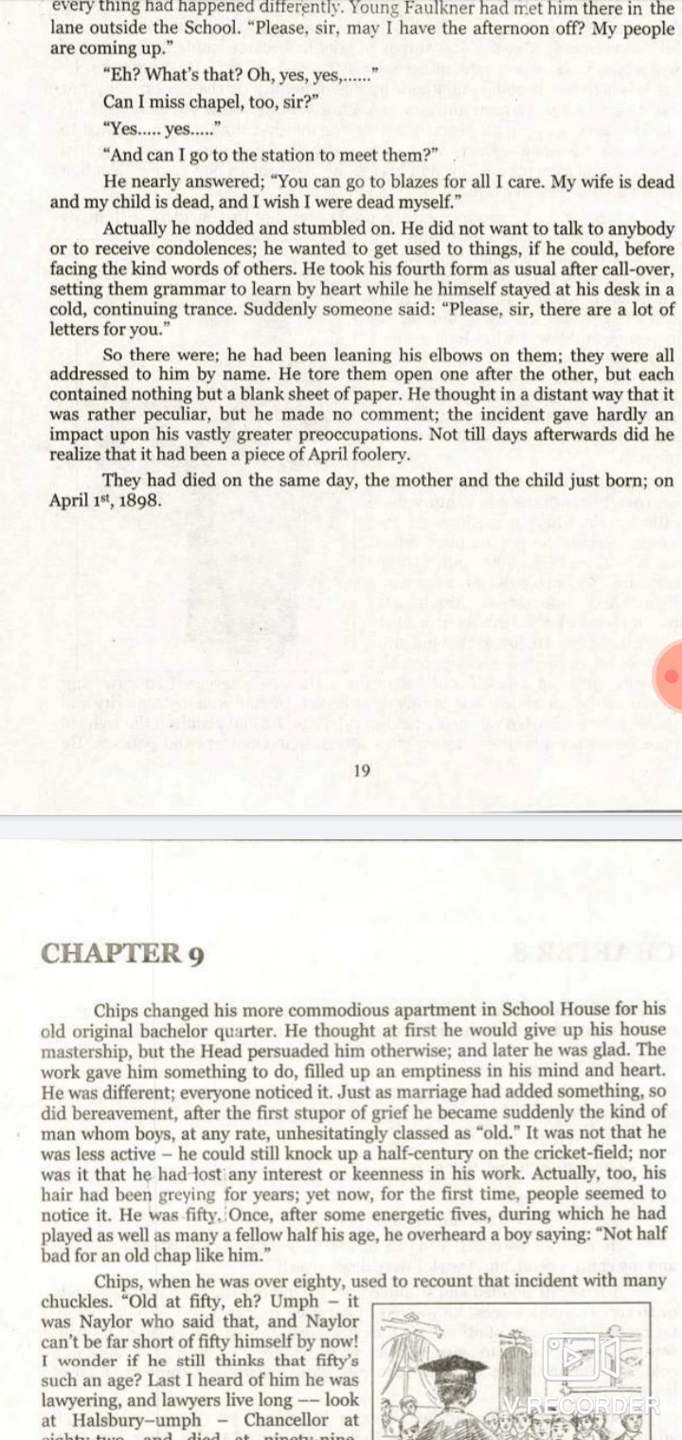 every thing had happened differently. Young Faulkner had met him there in the
lane outside the School. “Please, sir, may I have the afternoon off? My people
are coming up.”
“Eh? What’s that? Oh, yes, yes,......”
Can I miss chapel, too, sir?”
“Yes..... yes.....”
“And can I go to the station to meet them?”
He nearly answered; “You can go to blazes for all I care. My wife is dead
and my child is dead, and I wish I were dead myself.”
Actually he nodded and stumbled on. He did not want to talk to anybody
or to receive condolences; he wanted to get used to things, if he could, before
facing the kind words of others. He took his fourth form as usual after call-over,
setting them grammar to learn by heart while he himself stayed at his desk in a
cold, continuing trance. Suddenly someone said: “Please, sir, there are a lot of
letters for you.”
So there were; he had been leaning his elbows on them; they were all
addressed to him by name. He tore them open one after the other, but each
contained nothing but a blank sheet of paper. He thought in a distant way that it
was rather peculiar, but he made no comment; the incident gave hardly an
impact upon his vastly greater preoccupations. Not till days afterwards did he
realize that it had been a piece of April foolery.
They had died on the same day, the mother and the child just born; on
April 1st, 1898.
19
CHAPTER 9
Chips changed his more commodious apartment in School House for his
old original bachelor quarter. He thought at first he would give up his house
mastership, but the Head persuaded him otherwise; and later he was glad. The
work gave him something to do, filled up an emptiness in his mind and heart.
He was different; everyone noticed it. Just as marriage had added something, so
did bereavement, after the first stupor of grief he became suddenly the kind of
man whom boys, at any rate, unhesitatingly classed as “old.” It was not that he
was less active – he could still knock up a half-century on the cricket-field; nor
was it that he had lost any interest or keenness in his work. Actually, too, his
hair had been greying for years; yet now, for the first time, people seemed to
notice it. He was fifty. Once, after some energetic fives, during which he had
played as well as many a fellow half his age, he overheard a boy saying: “Not half
bad for an old chap like him.”
Chips, when he was over eighty, used to recount that incident with many
chuckles. “Old at fifty, eh? Umph – it
was Naylor who said that, and Naylor
can’t be far short of fifty himself by now!
I wonder if he still thinks that fifty’s
such an age? Last I heard of him he was
lawyering, and lawyers live long –– look
at Halsbury–umph – Chancellor at
eighty-two, and died at ninety-nine.
V-RECORDER